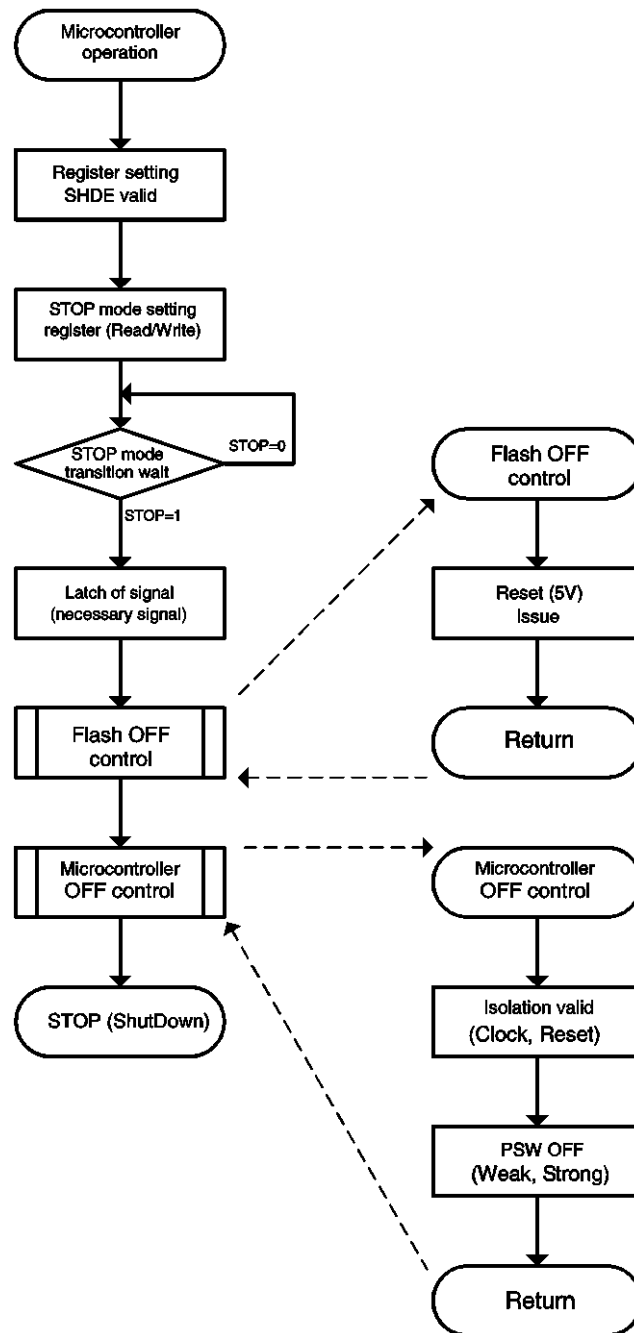 Microcontroller
operation
Register setting
SHDE valid
STOP mode setting
register (Read/Write)
STOP mode
transition wait
STOP=0
STOP=1
Latch of signal
(necessary signal)
Flash OFF
control
Microcontroller
OFF control
STOP (ShutDown)
Flash OFF
control
Reset (5V)
Issue
Return
Microcontroller
OFF control
Isolation valid
(Clock, Reset)
PSW OFF
(Weak, Strong)
Return